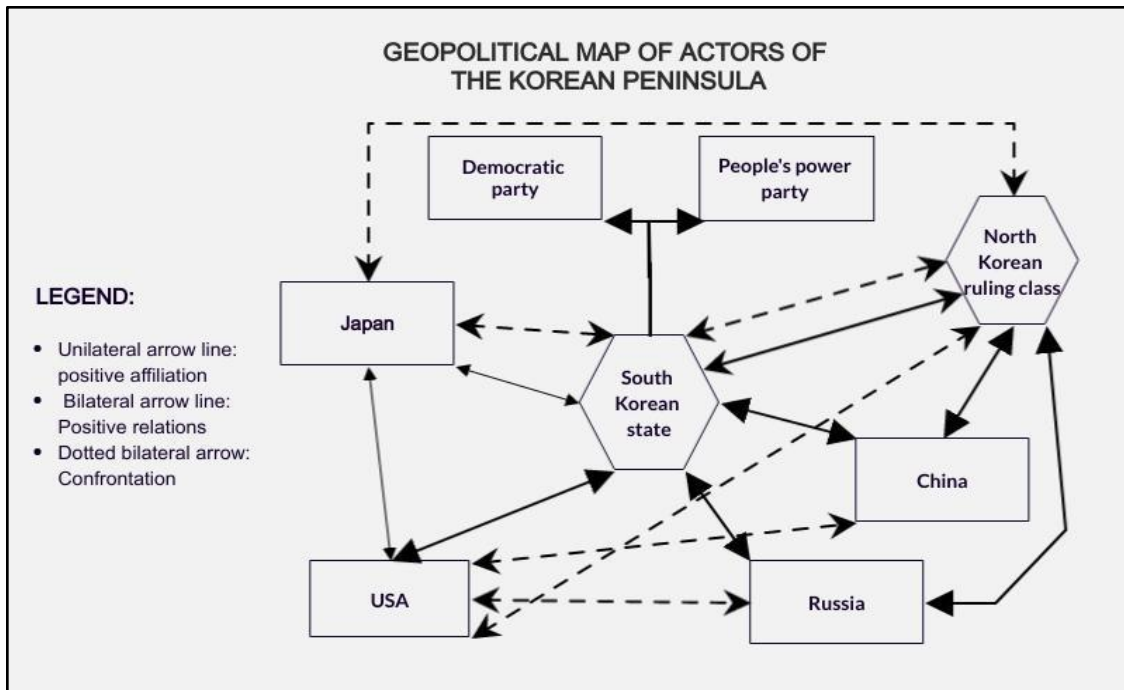 GEOPOLITICAL MAP OF ACTORS OF
THE KOREAN PENINSULA
Democratic
party
People's power
party
North
Korean
ruling class
LEGEND:
• Unilateral arrow line:
positive affiliation
• Bilateral arrow line:
Positive relations
• Dotted bilateral arrow:
Confrontation
Japan
South
Korean
state
China
USA
Russia